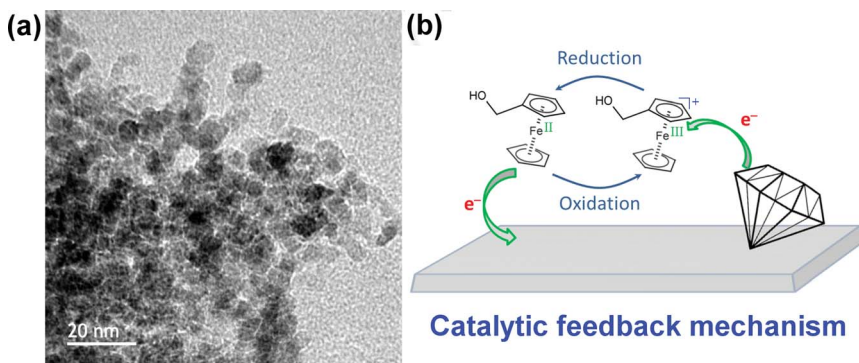 (a)
20 nm
(b)
Reduction
HO
Fe
II
HO
+
Fe
III
e⁻
e⁻
Oxidation
Catalytic feedback mechanism